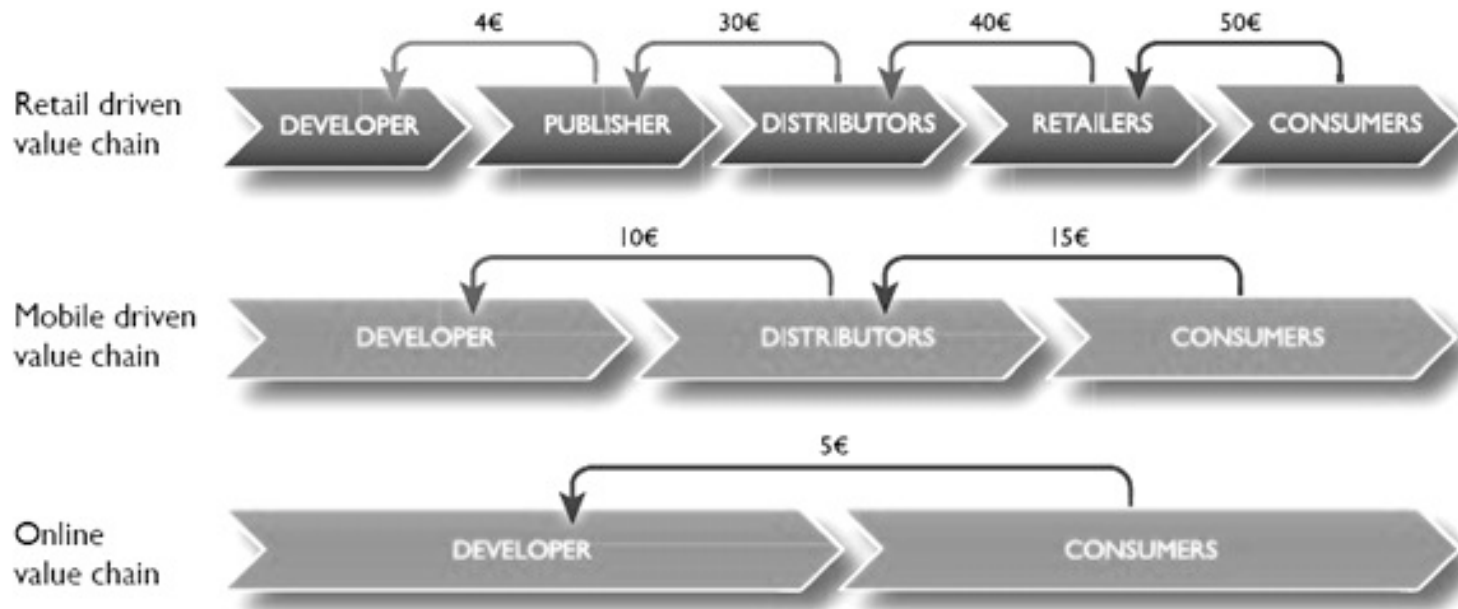 4€ 30€ 40€ 50€
Retail driven
value chain
DEVELOPER PUBLISHER DISTRIBUTORS RETAILERS CONSUMERS
10€ 15€
Mobile driven
value chain
DEVELOPER DISTRIBUTORS CONSUMERS
5€
Online
value chain
DEVELOPER CONSUMERS